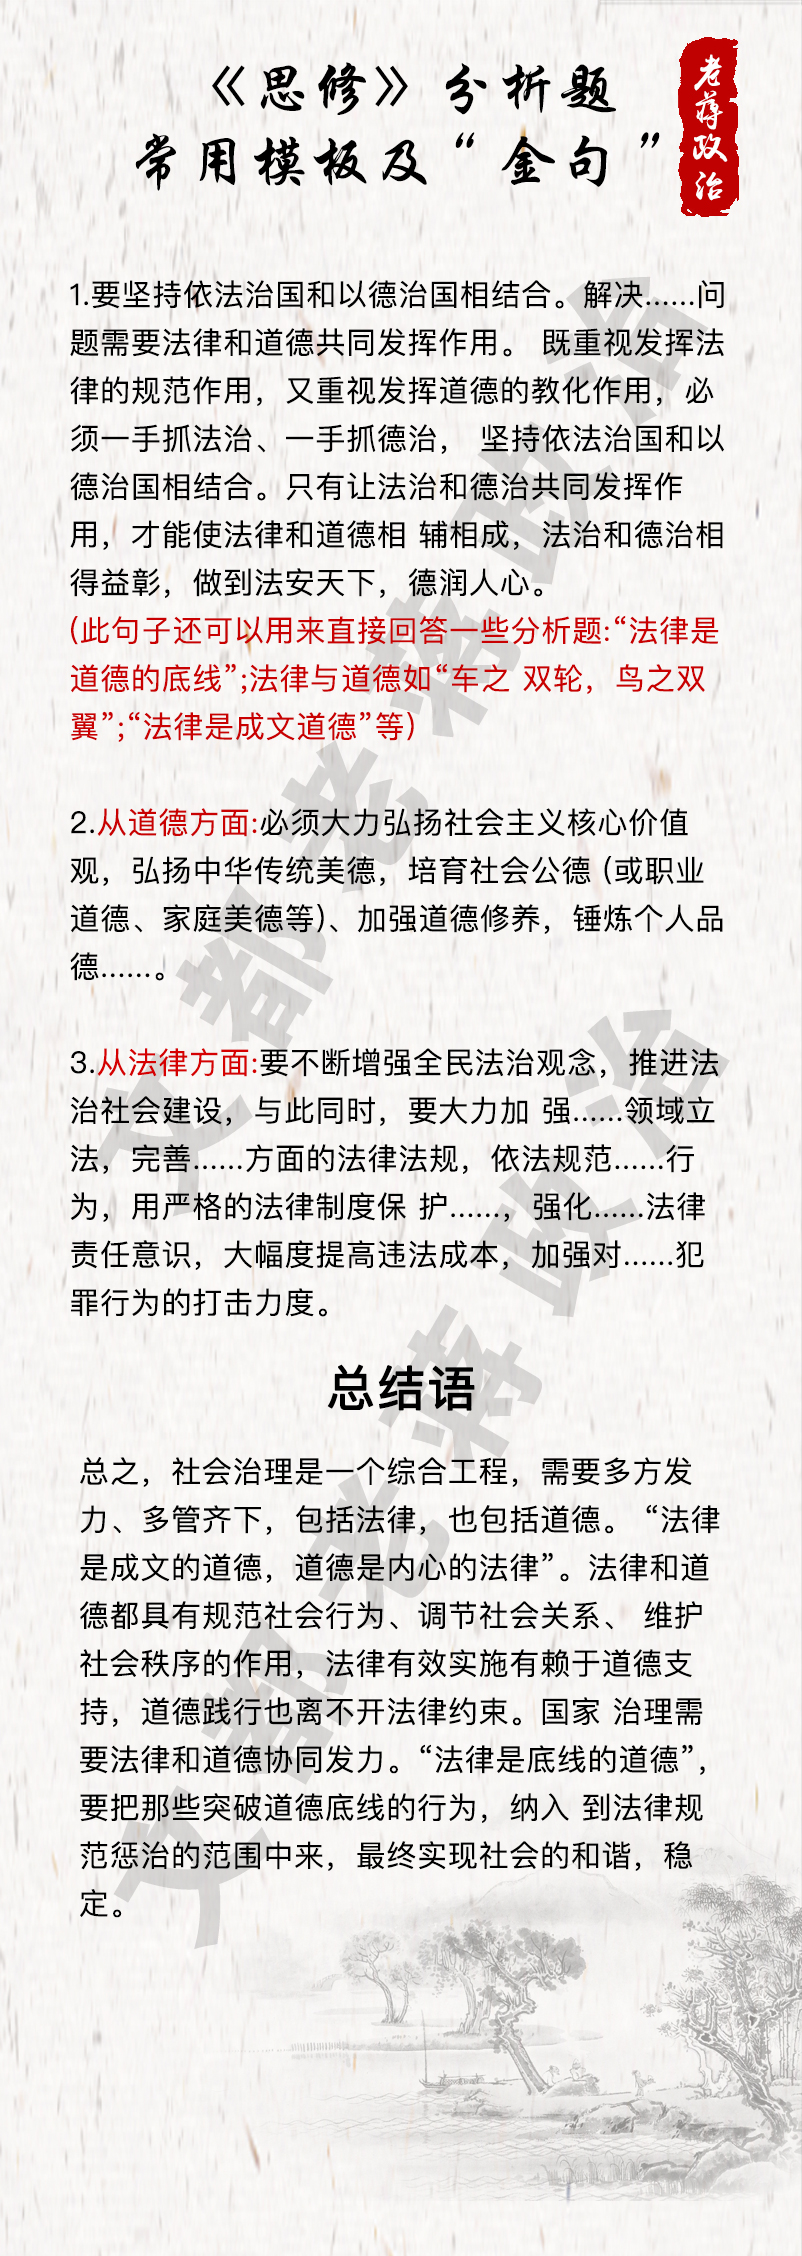 《思修》分析题
常用模板及“金句”
老蒋政治
1.要坚持依法治国和以德治国相结合。解决......问
题需要法律和道德共同发挥作用。 既重视发挥法
律的规范作用，又重视发挥道德的教化作用，必
须一手抓法治、一手抓德治， 坚持依法治国和以
德治国相结合。只有让法治和德治共同发挥作
用，才能使法律和道德相 辅相成，法治和德治相
得益彰，做到法安天下，德润人心。
(此句子还可以用来直接回答一些分析题:“法律是
道德的底线”;法律与道德如“车之 双轮，鸟之双
翼”;“法律是成文道德”等)
2.从道德方面:必须大力弘扬社会主义核心价值
观，弘扬中华传统美德，培育社会公德 (或职业
道德、家庭美德等)、加强道德修养，锤炼个人品
德......。
3.从法律方面:要不断增强全民法治观念，推进法
治社会建设，与此同时，要大力加 强......领域立
法，完善......方面的法律法规，依法规范......行
为，用严格的法律制度保 护......，强化......法律
责任意识，大幅度提高违法成本，加强对......犯
罪行为的打击力度。
总结语
总之，社会治理是一个综合工程，需要多方发
力、多管齐下，包括法律，也包括道德。 “法律
是成文的道德，道德是内心的法律”。法律和道
德都具有规范社会行为、调节社会关系、 维护
社会秩序的作用，法律有效实施有赖于道德支
持，道德践行也离不开法律约束。国家 治理需
要法律和道德协同发力。“法律是底线的道德”，
要把那些突破道德底线的行为，纳入 到法律规
范惩治的范围中来，最终实现社会的和谐，稳
定。
文都老蒋政治
文都老蒋政治